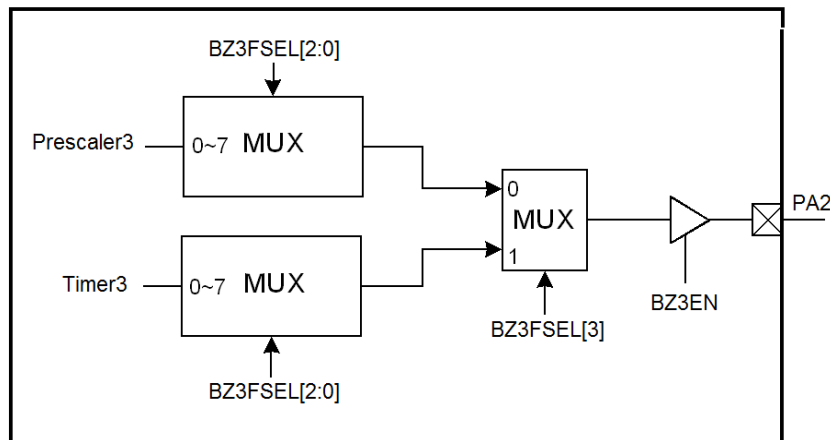 BZ3FSEL[2:0]
Prescaler3
0~7 MUX
0
MUX
1
PA2
Timer3
0~7 MUX
BZ3EN
BZ3FSEL[3]
BZ3FSEL[2:0]